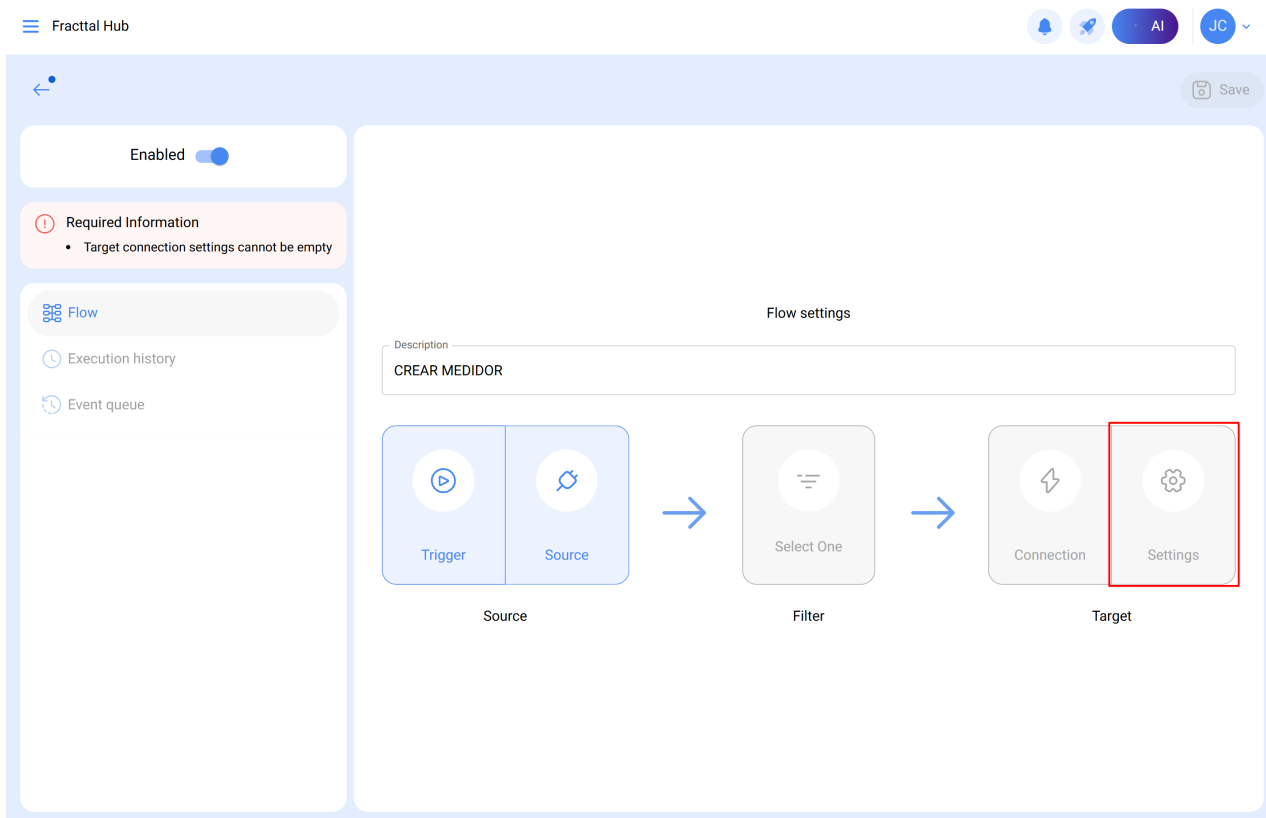 Fracttal Hub
AI
JC
Save
Enabled
Required Information
• Target connection settings cannot be empty
Flow
Execution history
Event queue
Flow settings
Description
CREAR MEDIDOR
Trigger
Source
Select One
Connection
Settings
Source
Filter
Target